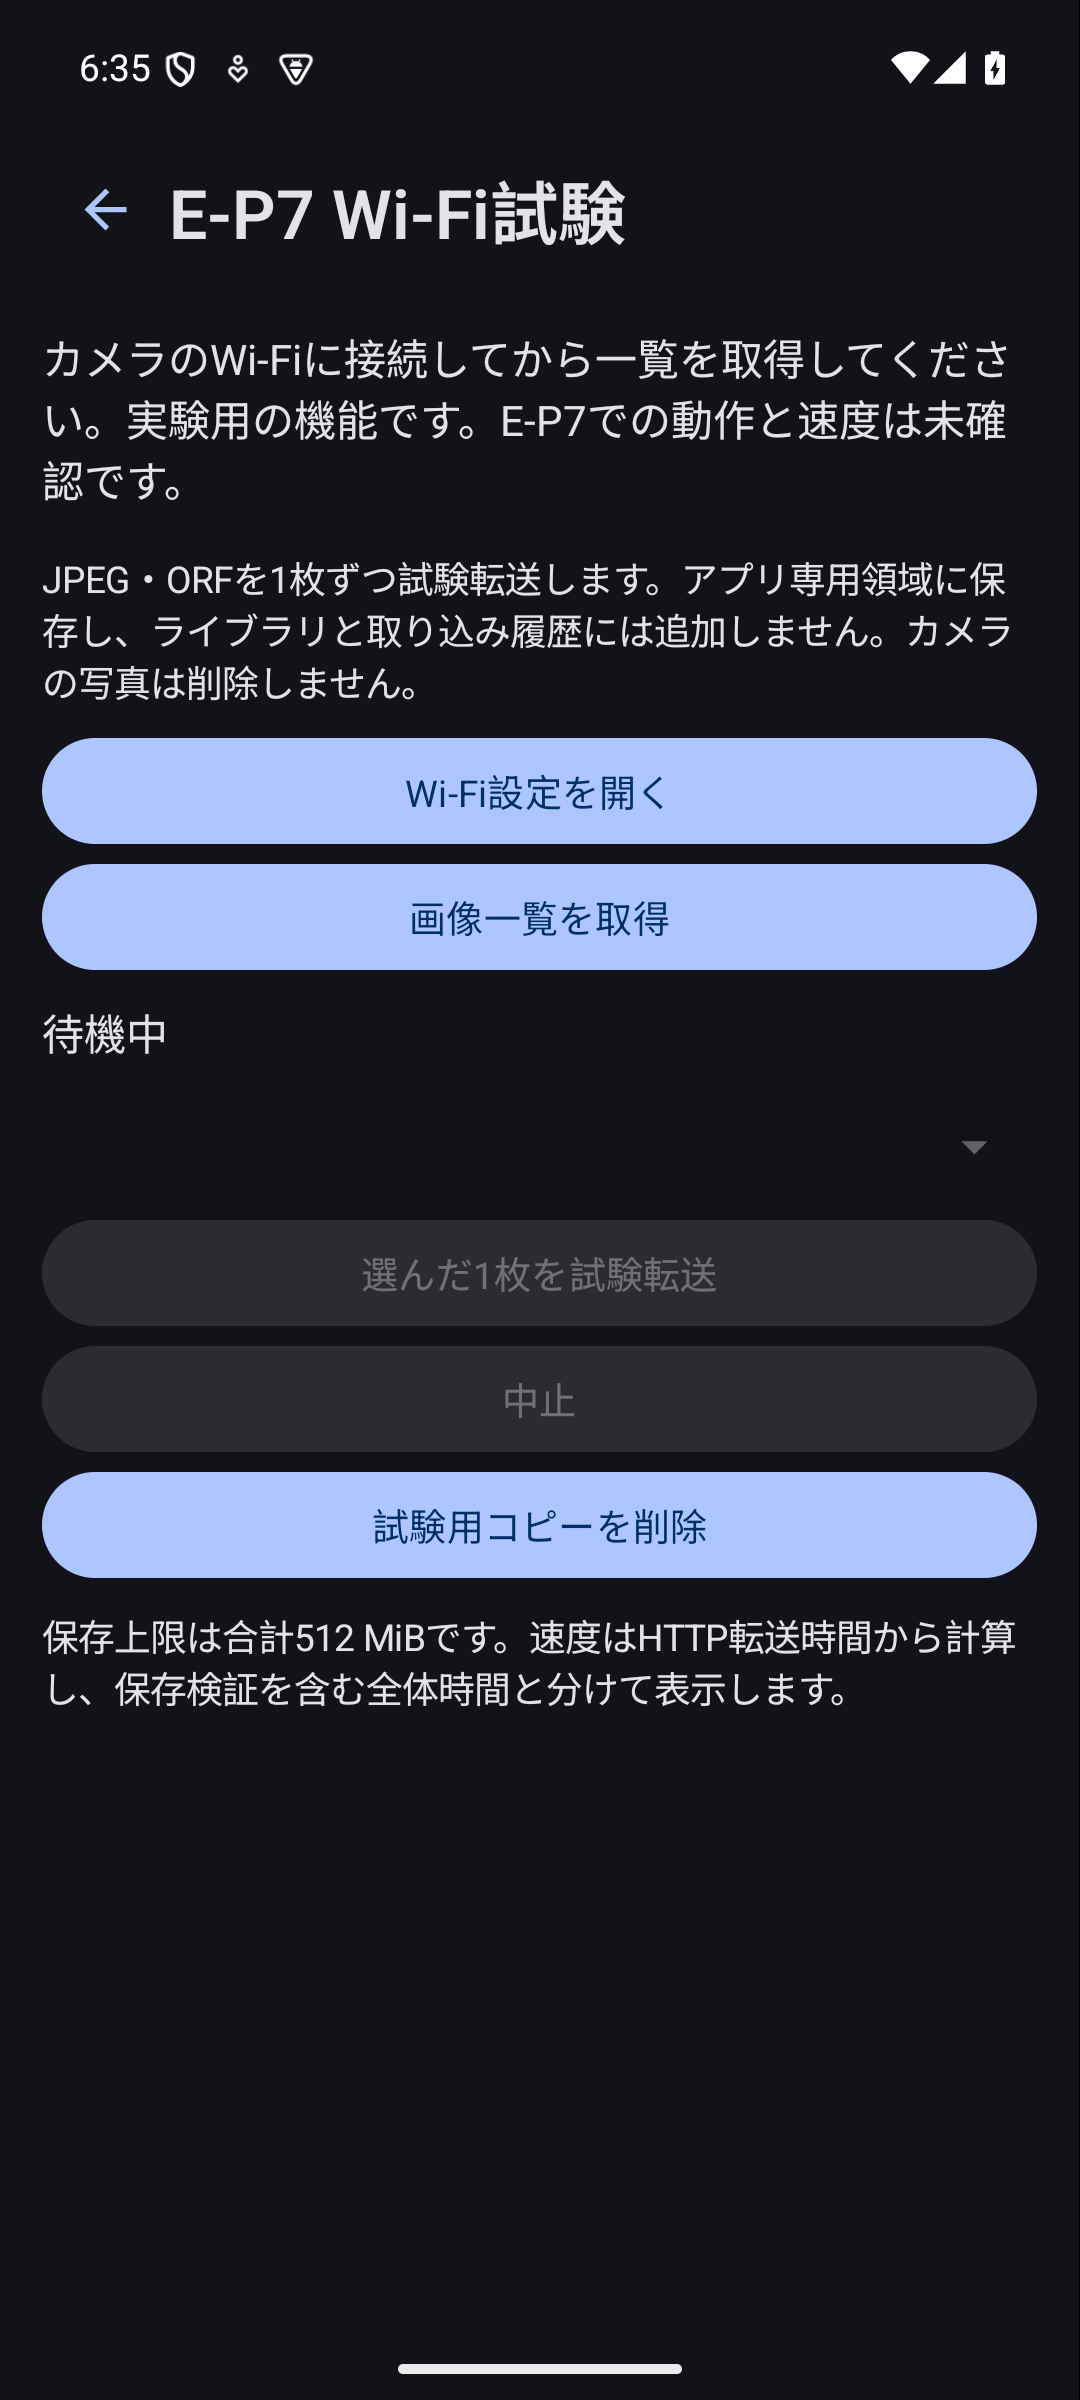 6:35
E-P7 Wi-Fi試験
カメラのWi-Fiに接続してから一覧を取得してくださ
い。実験用の機能です。E-P7での動作と速度は未確
認です。
JPEG・ORFを1枚ずつ試験転送します。アプリ専用領域に保
存し、ライブラリと取り込み履歴には追加しません。カメラ
の写真は削除しません。
Wi-Fi設定を開く
画像一覧を取得
待機中
選んだ1枚を試験転送
中止
試験用コピーを削除
保存上限は合計512 MiBです。速度はHTTP転送時間から計算
し、保存検証を含む全体時間と分けて表示します。